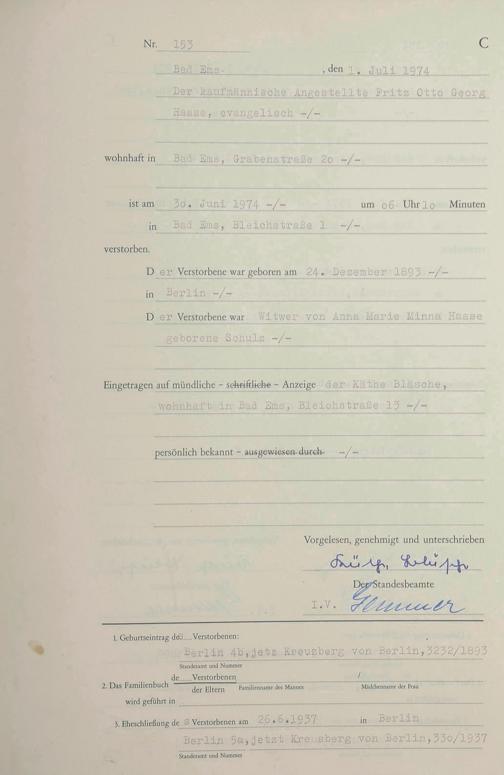 Nr. 153 C
Bad Ems , den 1. Juli 1974
Der kaufmännische Angestellte Fritz Otto Georg
Haase, evangelisch -/-
wohnhaft in Bad Ems, Grabenstraße 20 -/-
ist am 30. Juni 1974 -/- um 06 Uhr 10 Minuten
in Bad Ems, Bleichstraße 1 -/-
verstorben.
Der Verstorbene war geboren am 24. Dezember 1893 -/-
in Berlin -/-
Der Verstorbene war Witwer von Anna Marie Minna Haase
geborene Schulz -/-
Eingetragen auf mündliche - schriftliche - Anzeige der Käthe Bläsche,
wohnhaft in Bad Ems, Bleichstraße 13 -/-
persönlich bekannt - ausgewiesen durch -/-
Vorgelesen, genehmigt und unterschrieben
Der Standesbeamte
I.V.
1. Geburtseintrag des Verstorbenen:
Berlin 4b, jetz Kreuzberg von Berlin, 3232/1893
Standesamt und Nummer
de Verstorbenen /
2. Das Familienbuch der Eltern Familienname des Mannes Mädchenname der Frau
wird geführt in
3. Eheschließung des Verstorbenen am 26.6.1937 in Berlin
Berlin 5a, jetzt Kreuzberg von Berlin, 330/1937
Standesamt und Nummer